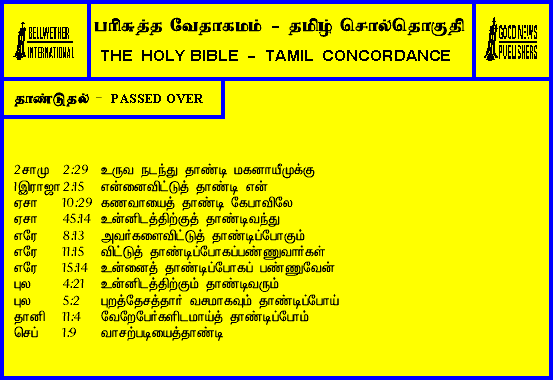 BELLWETHER
INTERNATIONAL
பரிசுத்த வேதாகமம் - தமிழ் சொல்தொகுதி
THE HOLY BIBLE - TAMIL CONCORDANCE
GOOD NEWS
PUBLISHERS
தாண்டுதல் - PASSED OVER
2சாமு 2:29 உருவ நடந்து தாண்டி மகனாயீமுக்கு
1இராஜா 2:15 என்னைவிட்டுத் தாண்டி என்
ஏசா 10:29 கணவாயைத் தாண்டி கேபாவிலே
ஏசா 45:14 உன்னிடத்திற்குத் தாண்டிவந்து
எரே 8:13 அவர்களைவிட்டுத் தாண்டிப்போகும்
எரே 11:15 விட்டுத் தாண்டிப்போகப்பண்ணுவார்கள்
எரே 15:14 உன்னைத் தாண்டிப்போகப் பண்ணுவேன்
புல 4:21 உன்னிடத்திற்கும் தாண்டிவரும்
புல 5:2 புறத்தேசத்தார் வசமாகவும் தாண்டிப்போய்
தானி 11:4 வேறேபேர்களிடமாய்த் தாண்டிப்போம்
செப் 1:9 வாசற்படியைத்தாண்டி